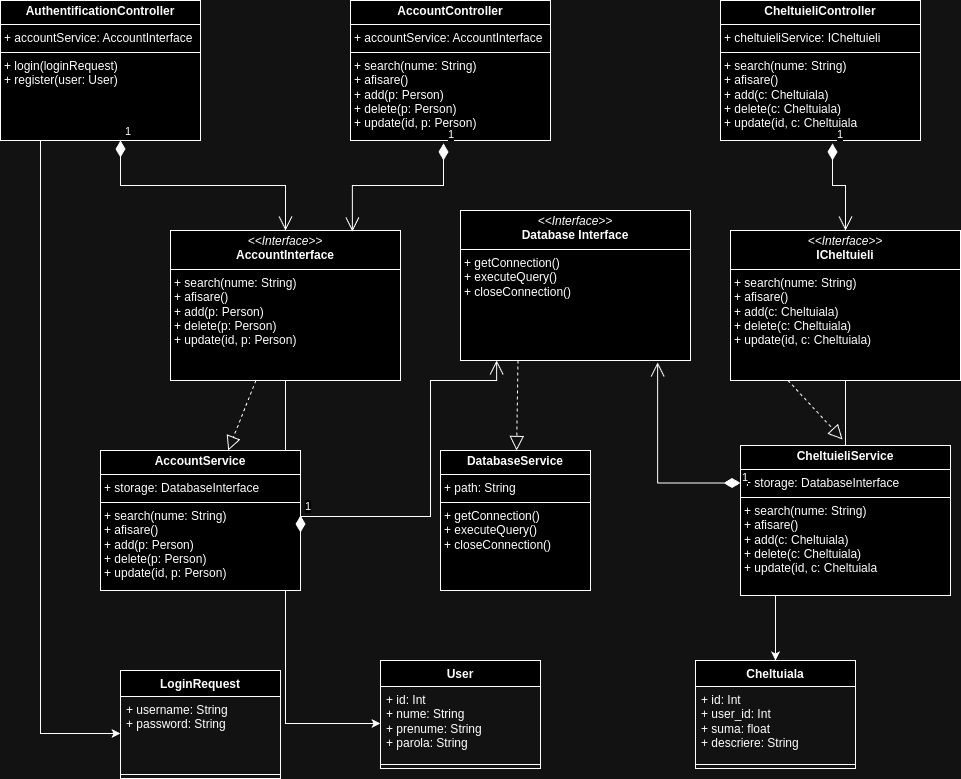 AuthentificationController
+ accountService: AccountInterface
+ login(loginRequest)
+ register(user: User)
1
AccountController
+ accountService: AccountInterface
+ search(nume: String)
+ afisare()
+ add(p: Person)
+ delete(p: Person)
+ update(id, p: Person)
1
CheltuieliController
+ cheltuieliService: ICheltuieli
+ search(nume: String)
+ afisare()
+ add(c: Cheltuiala)
+ delete(c: Cheltuiala)
+ update(id, c: Cheltuiala
1
<<Interface>>
AccountInterface
+ search(nume: String)
+ afisare()
+ add(p: Person)
+ delete(p: Person)
+ update(id, p: Person)
<<Interface>>
Database Interface
+ getConnection()
+ executeQuery()
+ closeConnection()
<<Interface>>
ICheltuieli
+ search(nume: String)
+ afisare()
+ add(c: Cheltuiala)
+ delete(c: Cheltuiala)
+ update(id, c: Cheltuiala)
AccountService
+ storage: DatabaseInterface
+ search(nume: String)
+ afisare()
+ add(p: Person)
+ delete(p: Person)
+ update(id, p: Person)
1
DatabaseService
+ path: String
+ getConnection()
+ executeQuery()
+ closeConnection()
CheltuieliService
1
+ storage: DatabaseInterface
+ search(nume: String)
+ afisare()
+ add(c: Cheltuiala)
+ delete(c: Cheltuiala)
+ update(id, c: Cheltuiala
LoginRequest
+ username: String
+ password: String
User
+ id: Int
+ nume: String
+ prenume: String
+ parola: String
Cheltuiala
+ id: Int
+ user_id: Int
+ suma: float
+ descriere: String